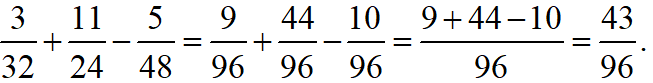 3/32 + 11/24 − 5/48 = 9/96 + 44/96 − 10/96 = (9 + 44 − 10)/96 = 43/96.